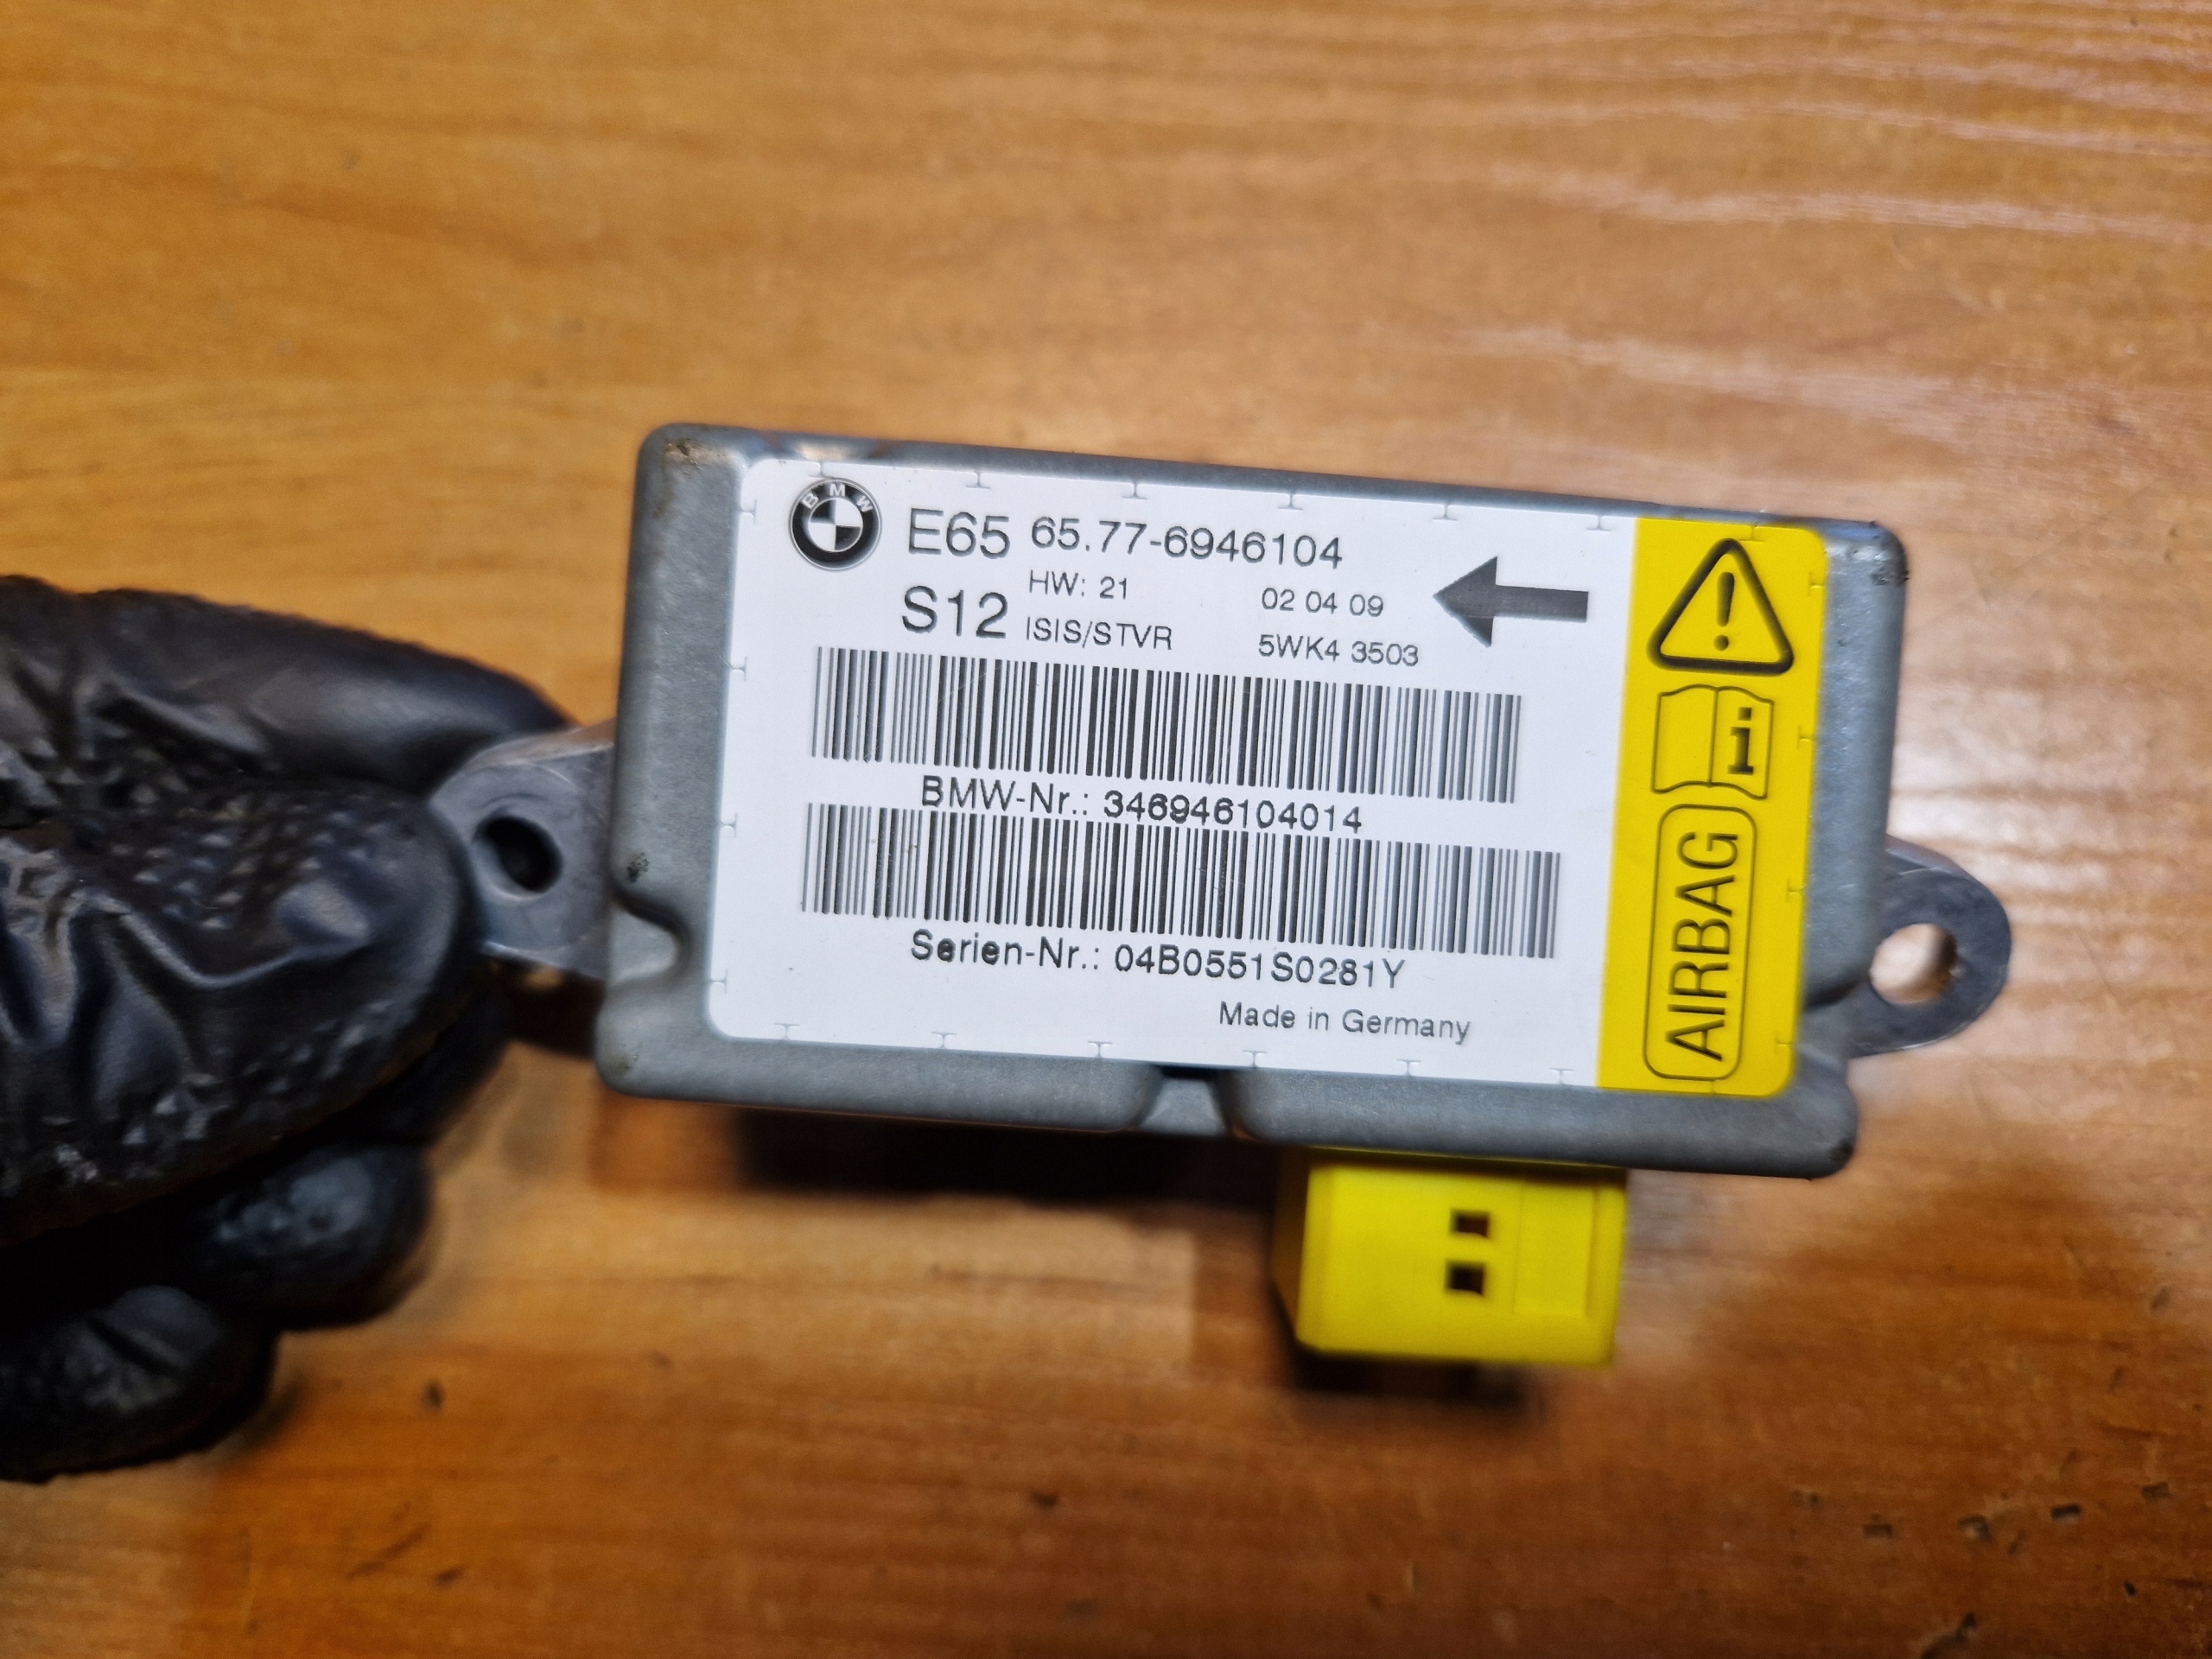 BMW
E65 65.77-6946104
HW: 21 02 04 09
S12 ISIS/STVR 5WK4 3503
BMW-Nr.: 346946104014
Serien-Nr.: 04B0551S0281Y
Made in Germany
i
AIRBAG